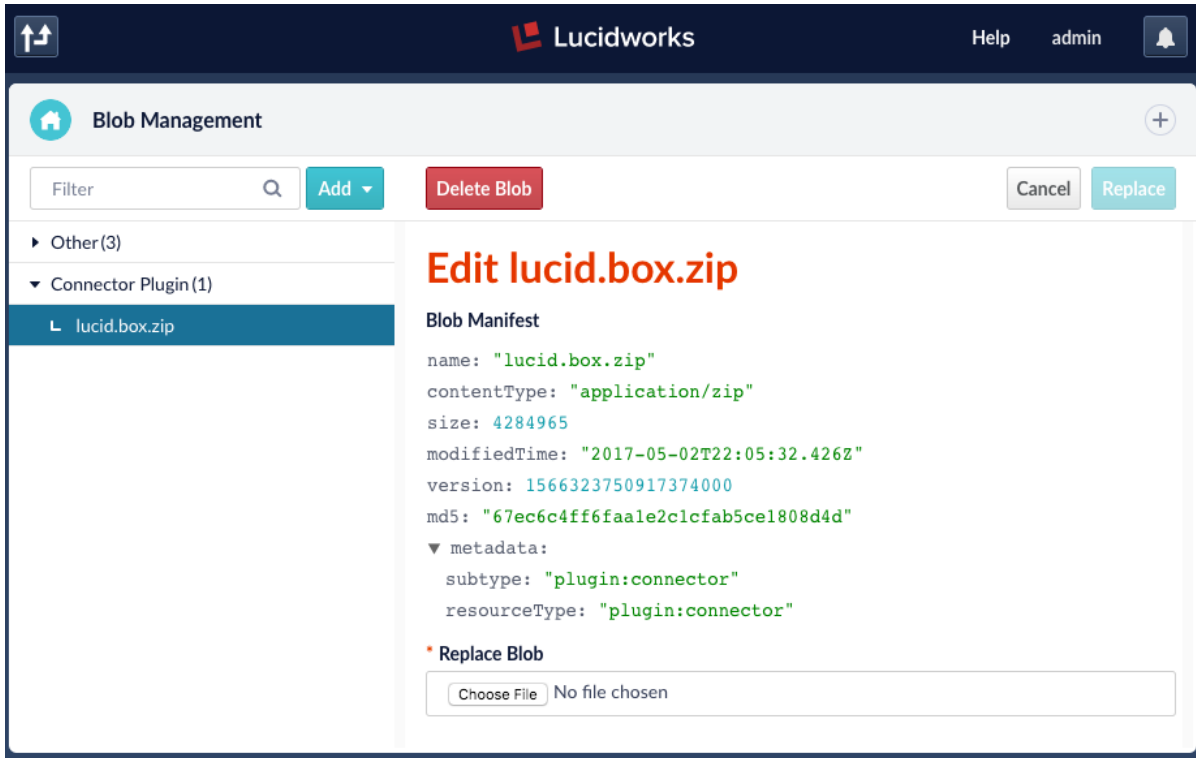 Lucidworks
Help admin
Blob Management
Filter
Add
Delete Blob
Cancel
Replace
Other (3)
Connector Plugin (1)
lucid.box.zip
Edit lucid.box.zip
Blob Manifest
name: "lucid.box.zip"
contentType: "application/zip"
size: 4284965
modifiedTime: "2017-05-02T22:05:32.426Z"
version: 1566323750917374000
md5: "67ec6c4ff6faa1e2c1cfab5ce1808d4d"
▼ metadata:
subtype: "plugin:connector"
resourceType: "plugin:connector"
* Replace Blob
Choose File No file chosen